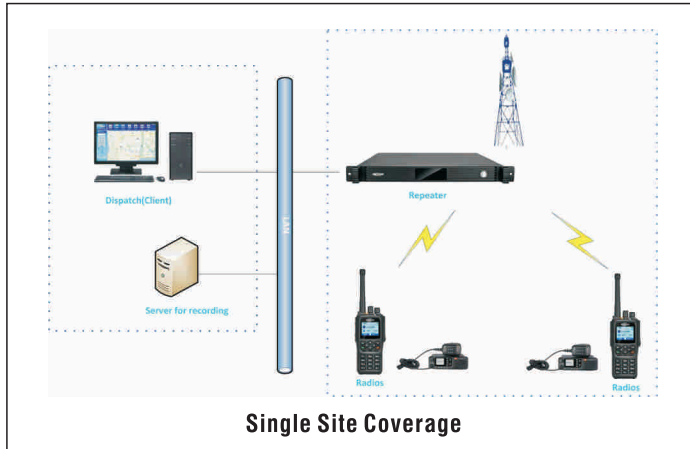 Dispatch(Client)
LAN
Repeater
Server for recording
Radios
Radios
Single Site Coverage